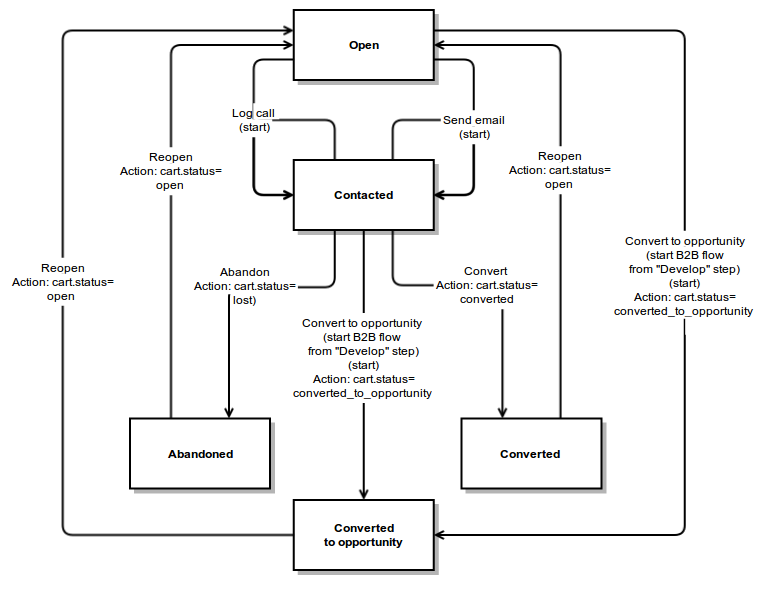 Open
Log call
(start)
Send email
(start)
Reopen
Action: cart.status=
open
Reopen
Action: cart.status=
open
Contacted
Convert to opportunity
(start B2B flow
from "Develop" step)
(start)
Action: cart.status=
converted_to_opportunity
Reopen
Action: cart.status=
open
Abandon
Action: cart.status=
lost)
Convert
Action: cart.status=
converted
Convert to opportunity
(start B2B flow
from "Develop" step)
(start)
Action: cart.status=
converted_to_opportunity
Abandoned
Converted
Converted
to opportunity